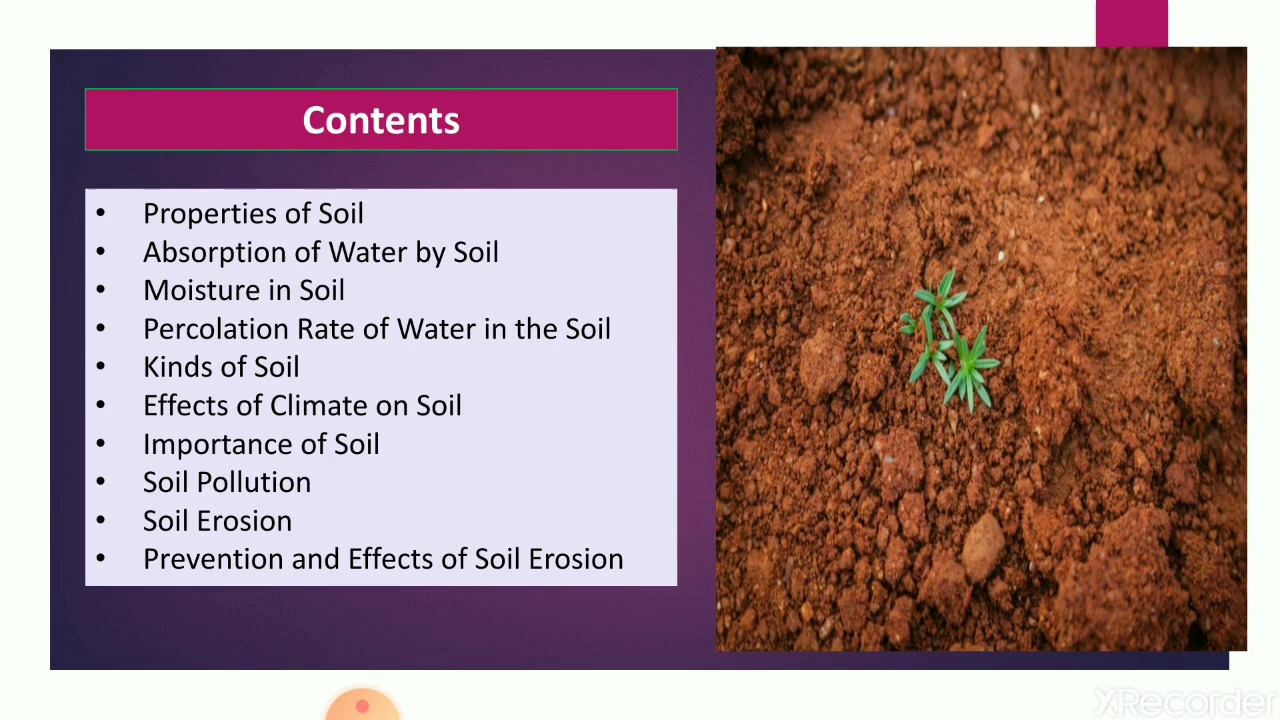 Contents
• Properties of Soil
• Absorption of Water by Soil
• Moisture in Soil
• Percolation Rate of Water in the Soil
• Kinds of Soil
• Effects of Climate on Soil
• Importance of Soil
• Soil Pollution
• Soil Erosion
• Prevention and Effects of Soil Erosion
XRecorder